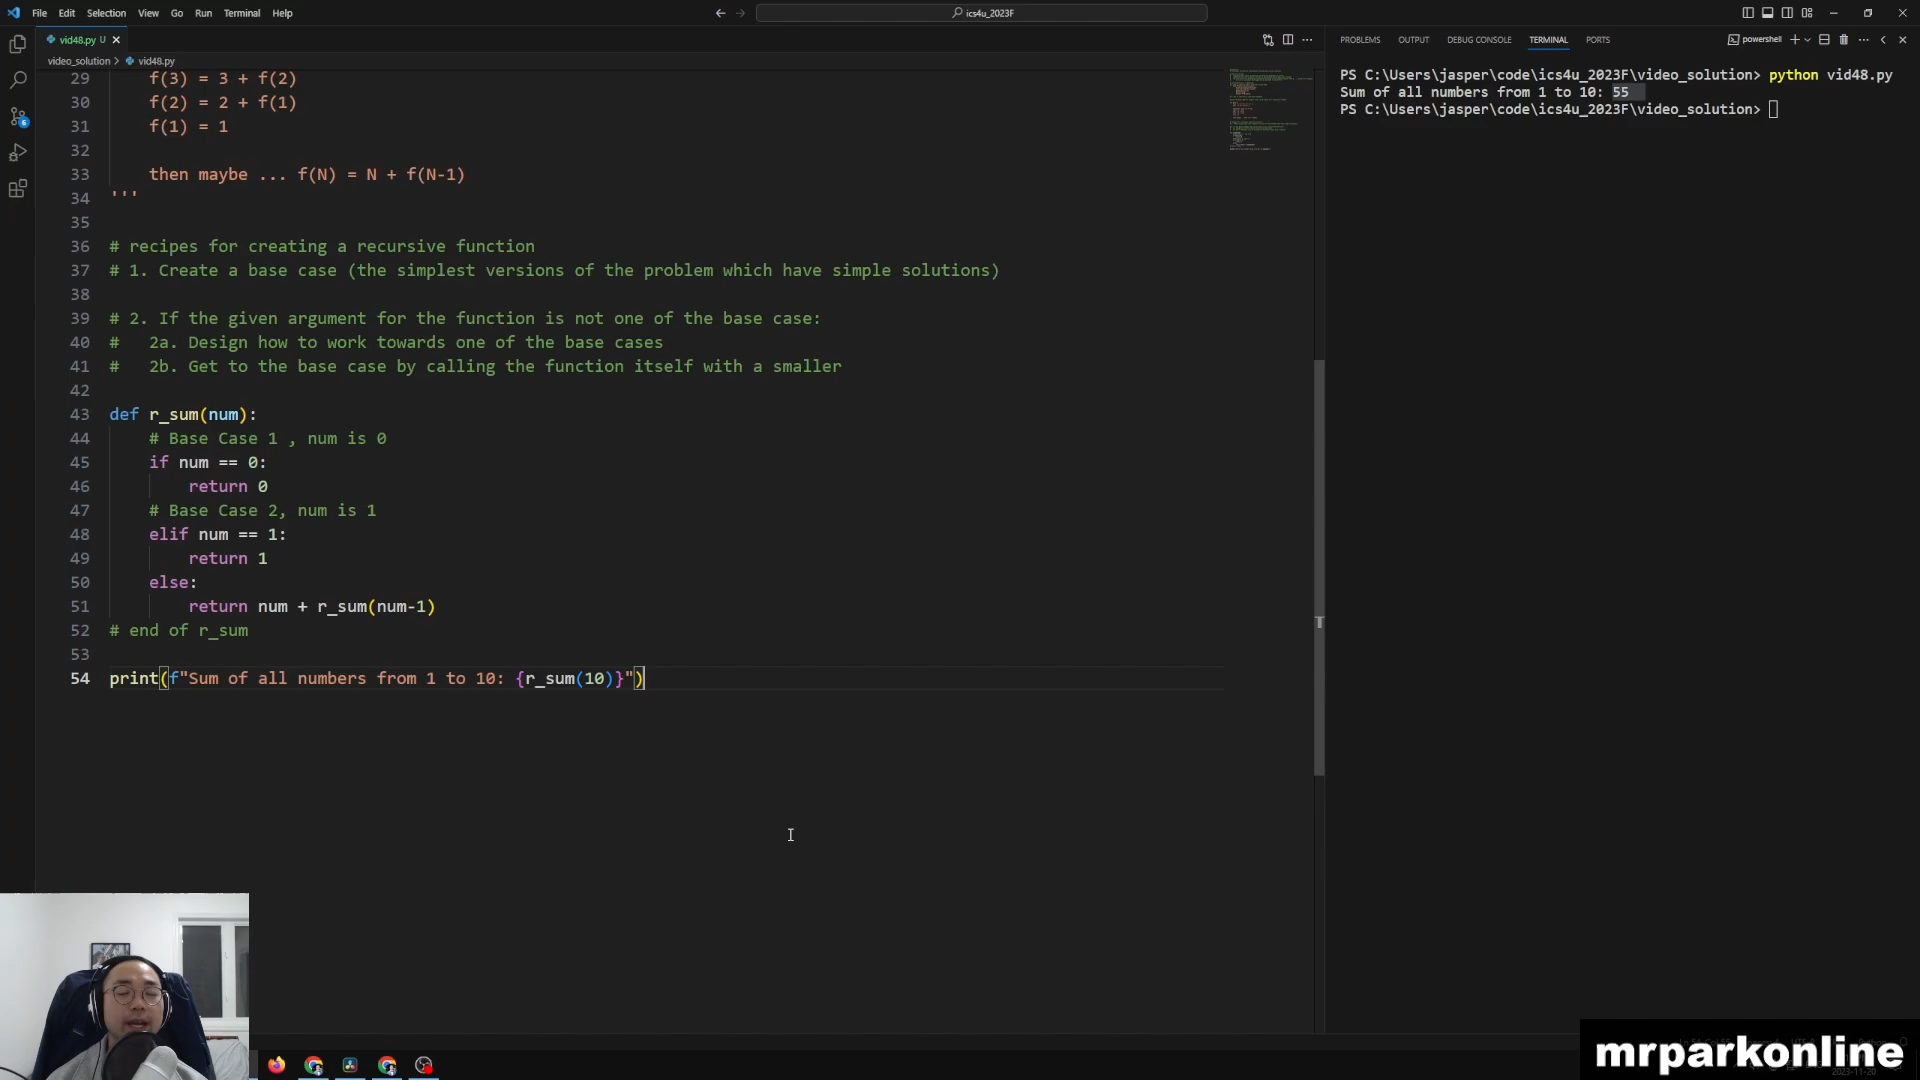 File Edit Selection View Go Run Terminal Help
ics4u_2023F
vid48.py U
video_solution > vid48.py
29 f(3) = 3 + f(2)
30 f(2) = 2 + f(1)
31 f(1) = 1
32
33 then maybe ... f(N) = N + f(N-1)
34 '''
35
36 # recipes for creating a recursive function
37 # 1. Create a base case (the simplest versions of the problem which have simple solutions)
38
39 # 2. If the given argument for the function is not one of the base case:
40 #   2a. Design how to work towards one of the base cases
41 #   2b. Get to the base case by calling the function itself with a smaller
42
43 def r_sum(num):
44     # Base Case 1 , num is 0
45     if num == 0:
46         return 0
47     # Base Case 2, num is 1
48     elif num == 1:
49         return 1
50     else:
51         return num + r_sum(num-1)
52 # end of r_sum
53
54 print(f"Sum of all numbers from 1 to 10: {r_sum(10)}")
PROBLEMS OUTPUT DEBUG CONSOLE TERMINAL PORTS
powershell
PS C:\Users\jasper\code\ics4u_2023F\video_solution> python vid48.py
Sum of all numbers from 1 to 10: 55
PS C:\Users\jasper\code\ics4u_2023F\video_solution>
6
mrparkonline
2023-11-20